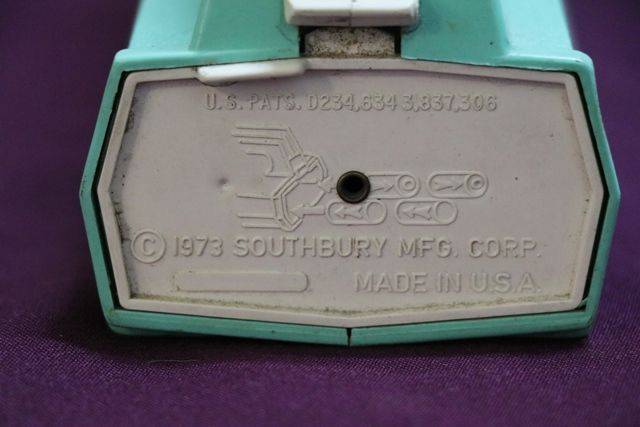 U.S. PATS. D234,634 3,837,306
© 1973 SOUTHBURY MFG. CORP.
MADE IN U.S.A.